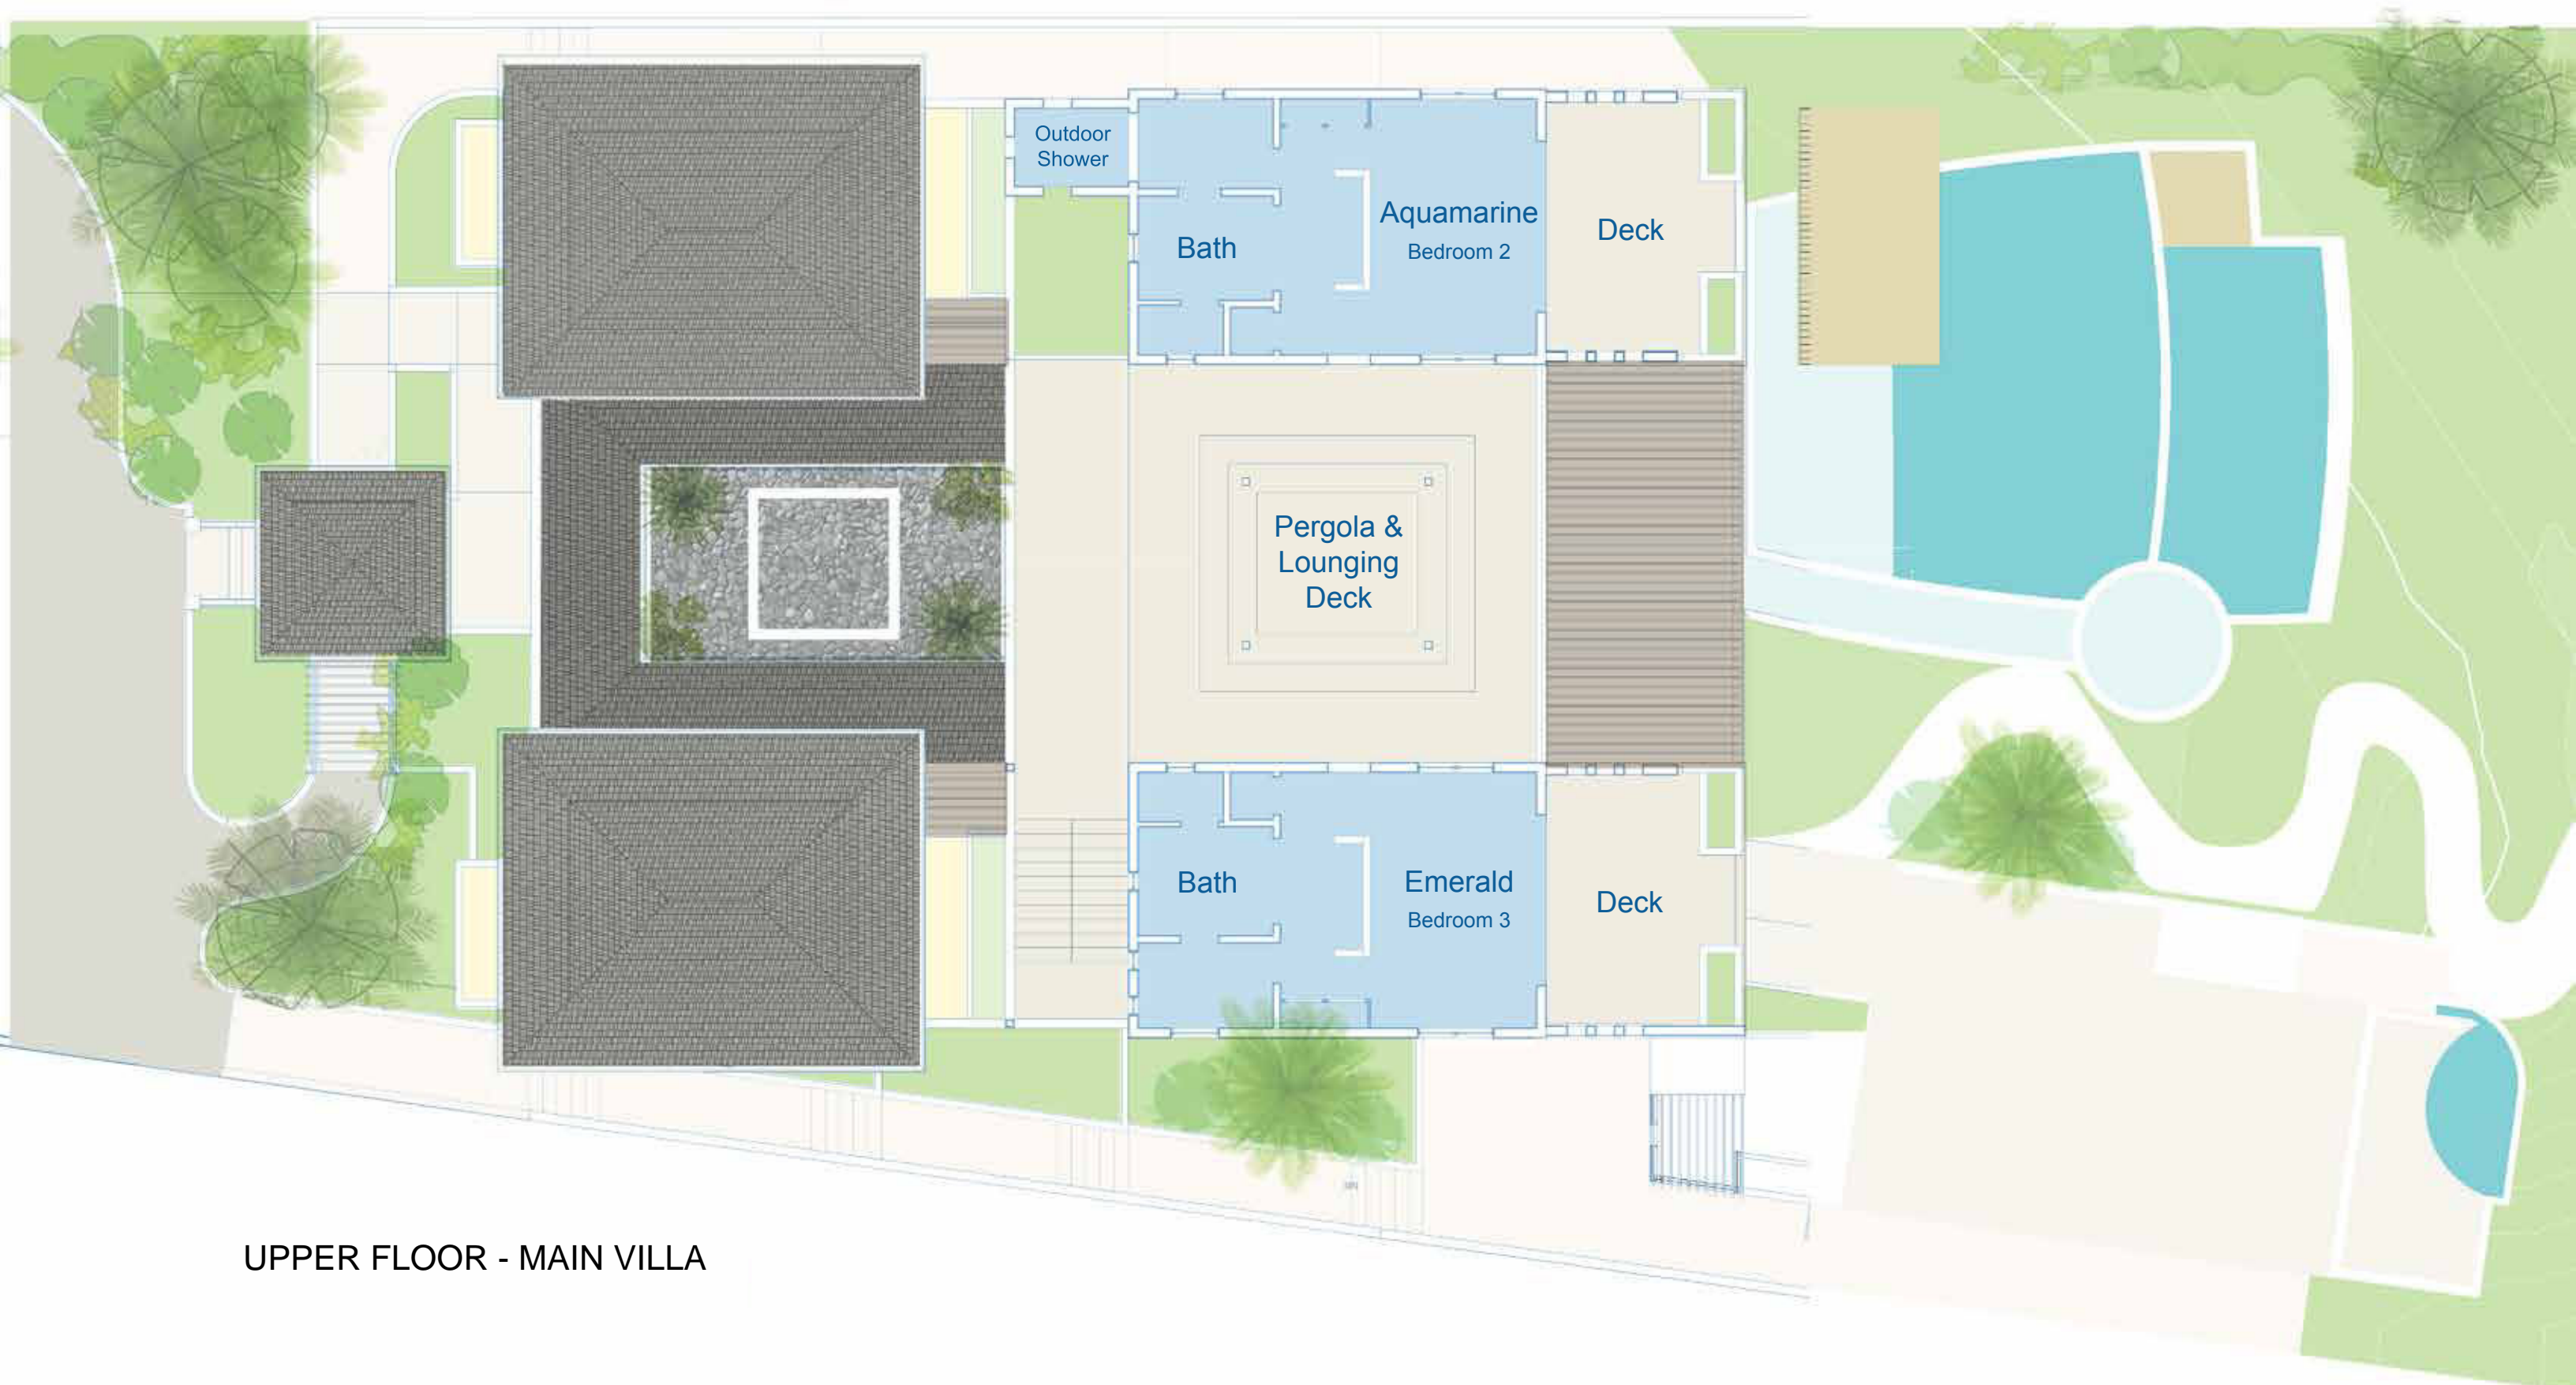 Outdoor
Shower
Bath
Aquamarine
Bedroom 2
Deck
Pergola &
Lounging
Deck
Bath
Emerald
Bedroom 3
Deck
UPPER FLOOR - MAIN VILLA